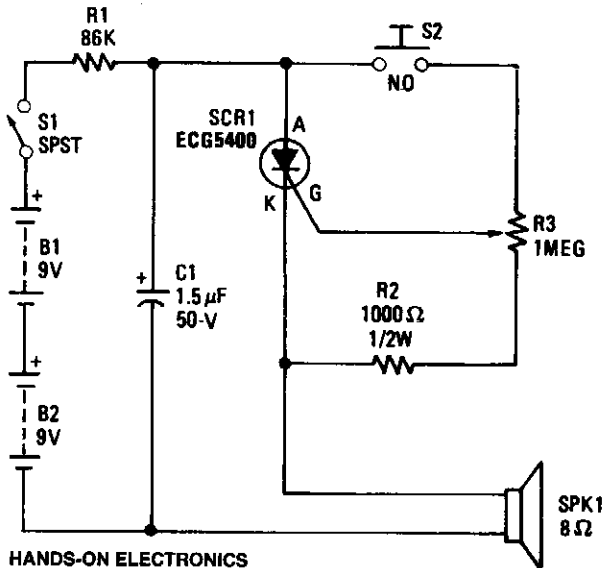 R1
86K
S2
N.O
S1
SPST
SCR1
ECG5400
A
G
K
+
B1
9V
+
C1
1.5µF
50-V
R3
1MEG
R2
1000Ω
1/2W
+
B2
9V
SPK1
8Ω
HANDS-ON ELECTRONICS